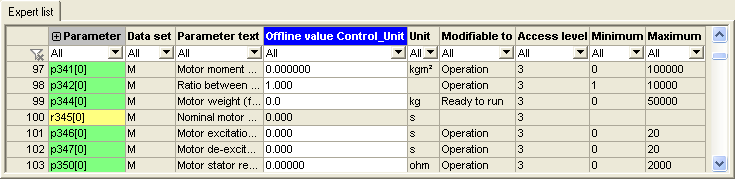 Expert list
Parameter Data set Parameter text Offline value Control_Unit Unit Modifiable to Access level Minimum Maximum
All All All All All All All All All
97 p341[0] M Motor moment ... 0.000000 kgm² Operation 3 0 100000
98 p342[0] M Ratio between ... 1.000 Operation 3 1 10000
99 p344[0] M Motor weight (f... 0.0 kg Ready to run 3 0 50000
100 r345[0] M Nominal motor ... 0.000 s 3
101 p346[0] M Motor excitatio... 0.000 s Operation 3 0 20
102 p347[0] M Motor de-excit... 0.000 s Operation 3 0 20
103 p350[0] M Motor stator re... 0.00000 ohm Operation 3 0 2000